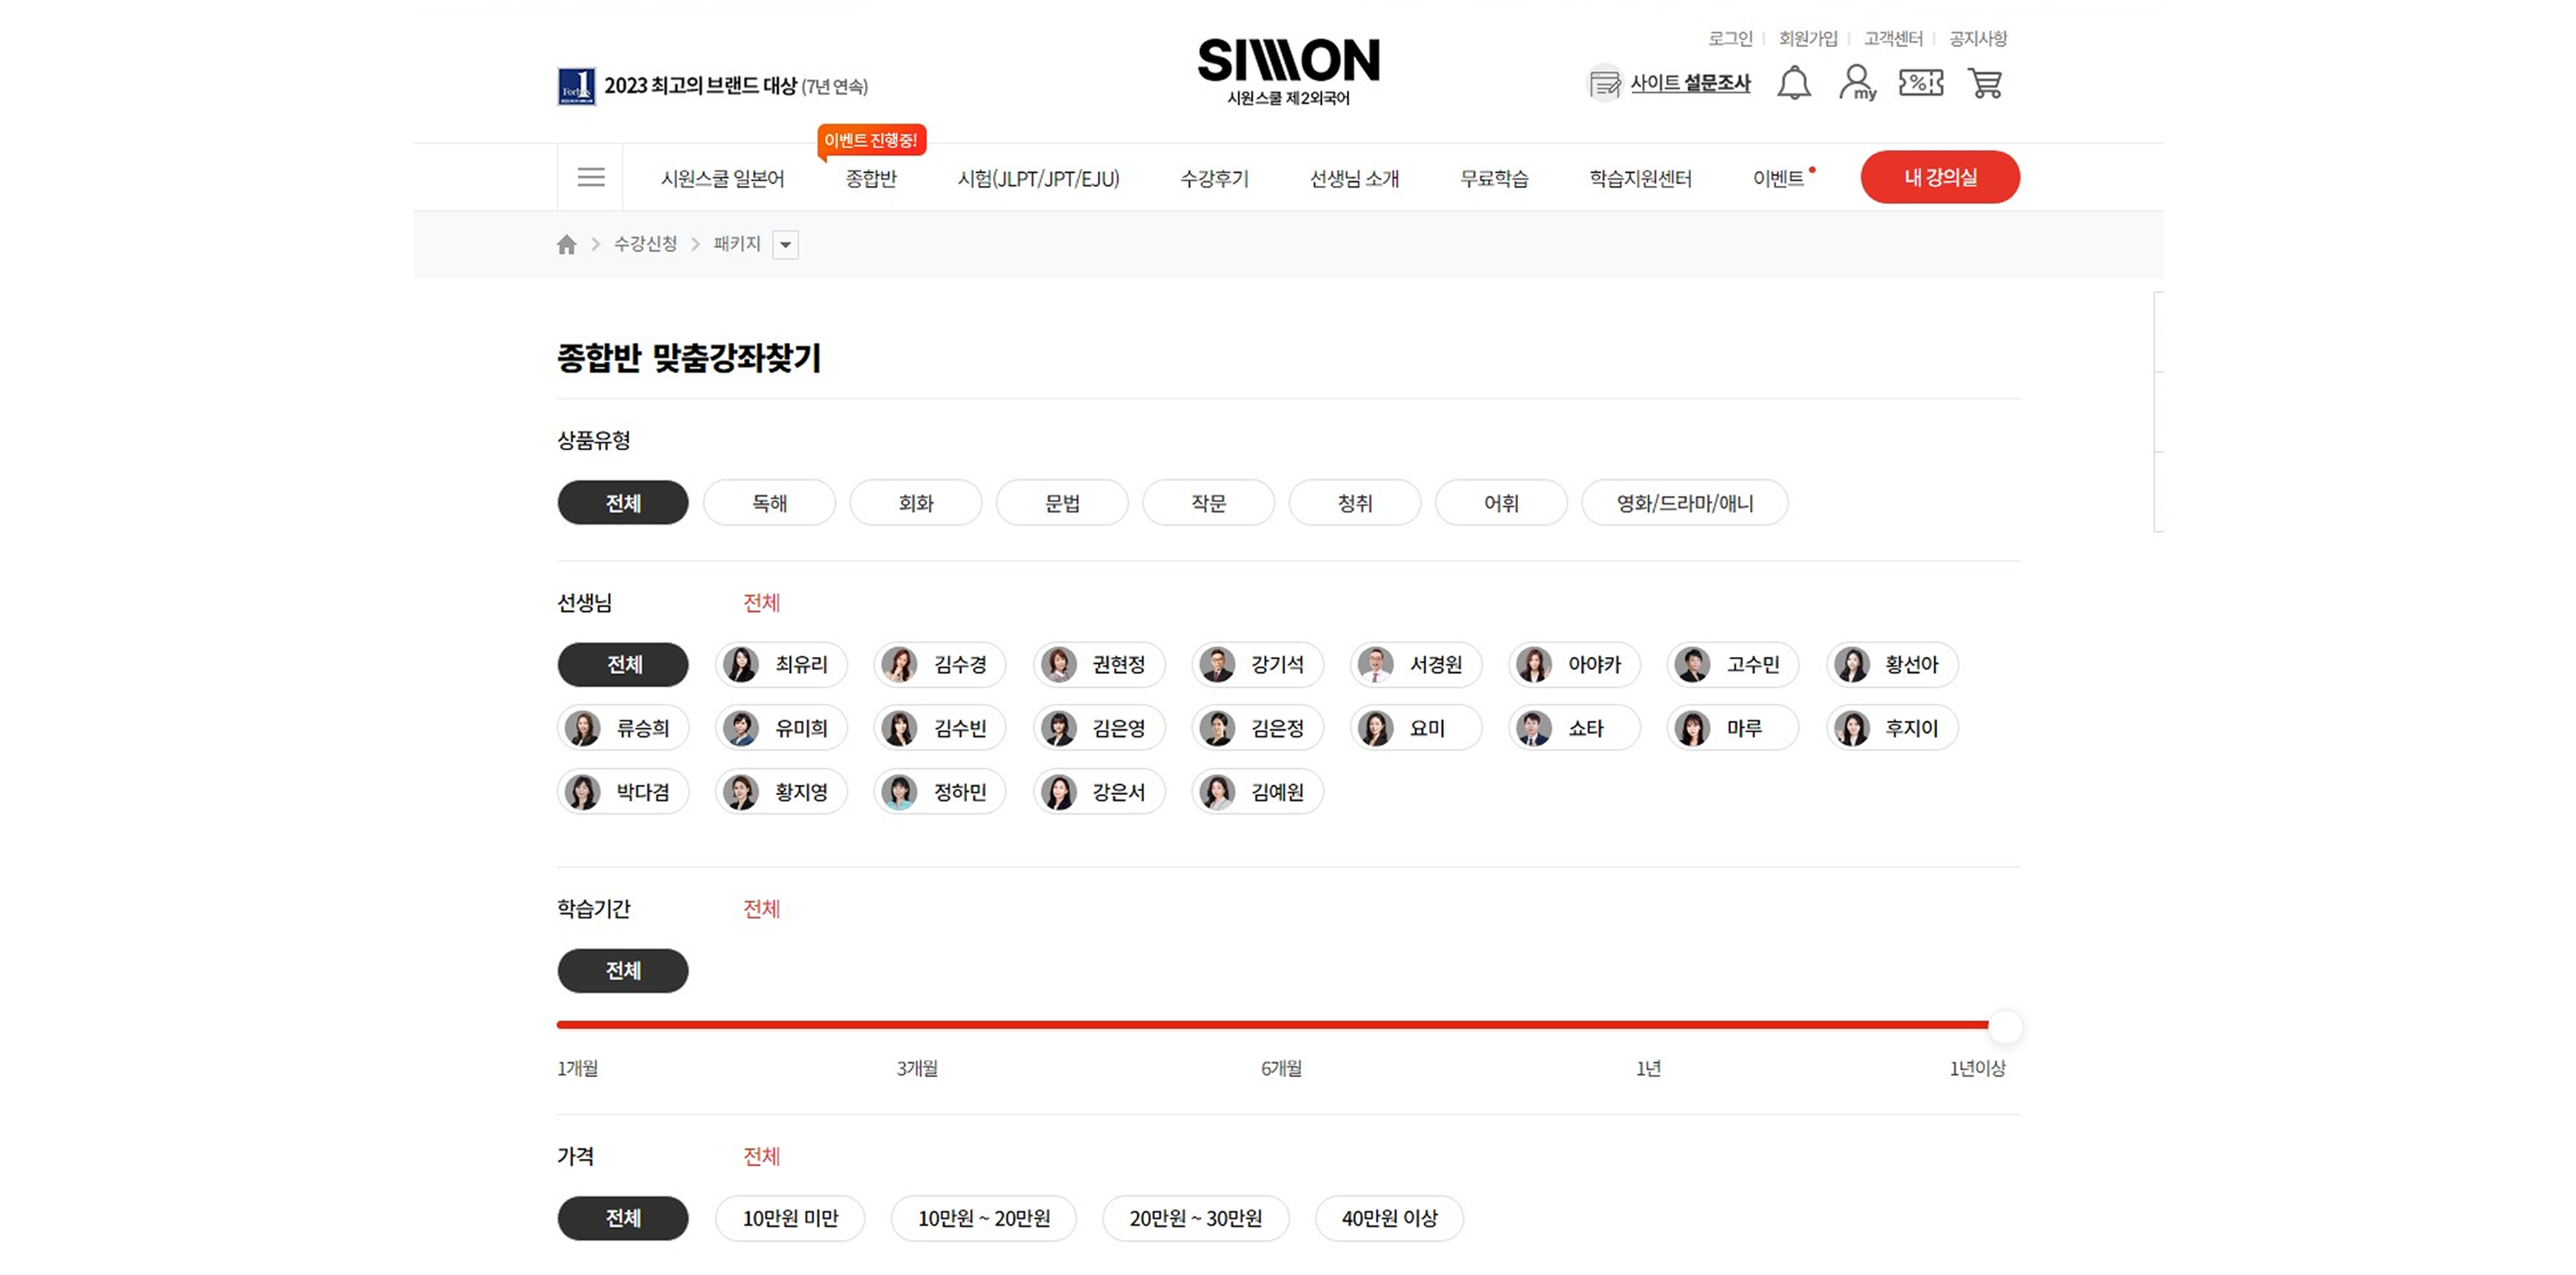 로그인 회원가입 고객센터 공지사항
Forbes 1 2023 최고의 브랜드 대상 (7년 연속)
SIWON
시원스쿨 제2외국어
사이트 설문조사
my
%
이벤트 진행중!
시원스쿨 일본어 종합반 시험(JLPT/JPT/EJU) 수강후기 선생님 소개 무료학습 학습지원센터 이벤트 내 강의실
수강신청 패키지
종합반 맞춤강좌찾기
상품유형
전체 독해 회화 문법 작문 청취 어휘 영화/드라마/애니
선생님 전체
전체 최유리 김수경 권현정 강기석 서경원 아야카 고수민 황선아
류승희 유미희 김수빈 김은영 김은정 요미 쇼타 마루 후지이
박다겸 황지영 정하민 강은서 김예원
학습기간 전체
전체
1개월 3개월 6개월 1년 1년이상
가격 전체
전체 10만원 미만 10만원 ~ 20만원 20만원 ~ 30만원 40만원 이상